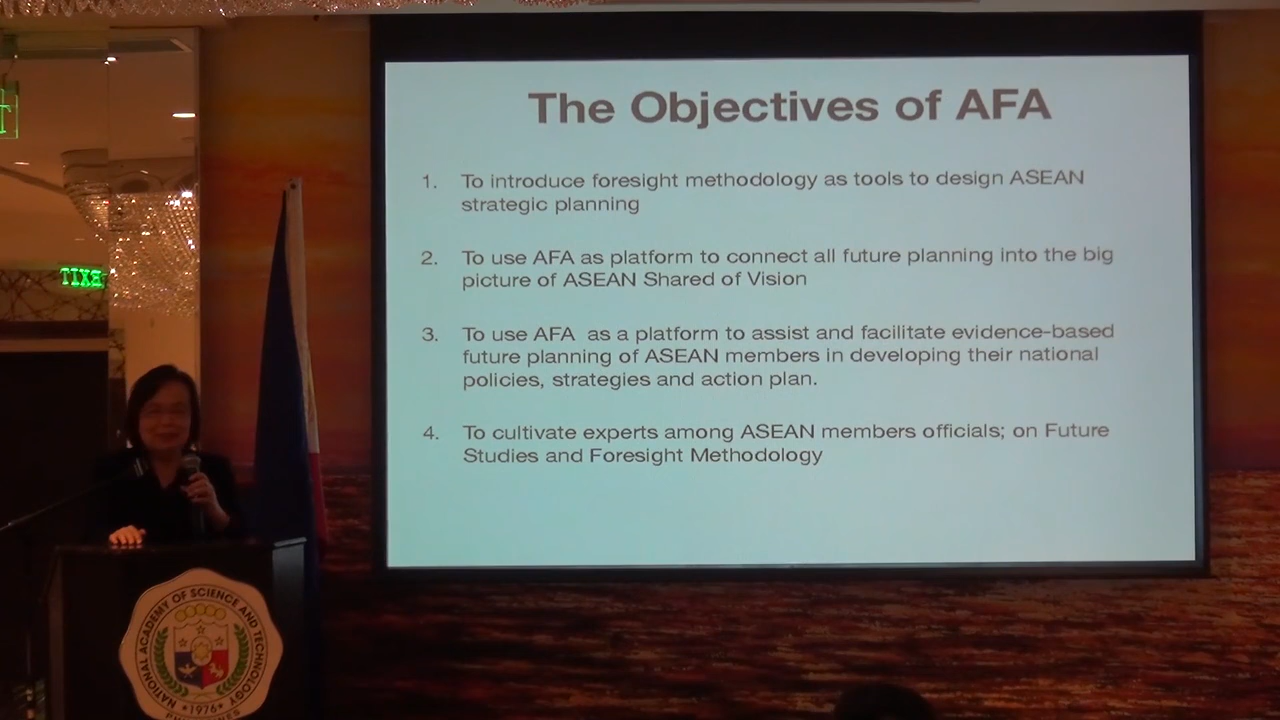 The Objectives of AFA
1. To introduce foresight methodology as tools to design ASEAN
strategic planning
2. To use AFA as platform to connect all future planning into the big
picture of ASEAN Shared of Vision
3. To use AFA  as a platform to assist and facilitate evidence-based
future planning of ASEAN members in developing their national
policies, strategies and action plan.
4. To cultivate experts among ASEAN members officials; on Future
Studies and Foresight Methodology
EXIT
NATIONAL ACADEMY OF SCIENCE AND TECHNOLOGY
1976
PHILIPPINES